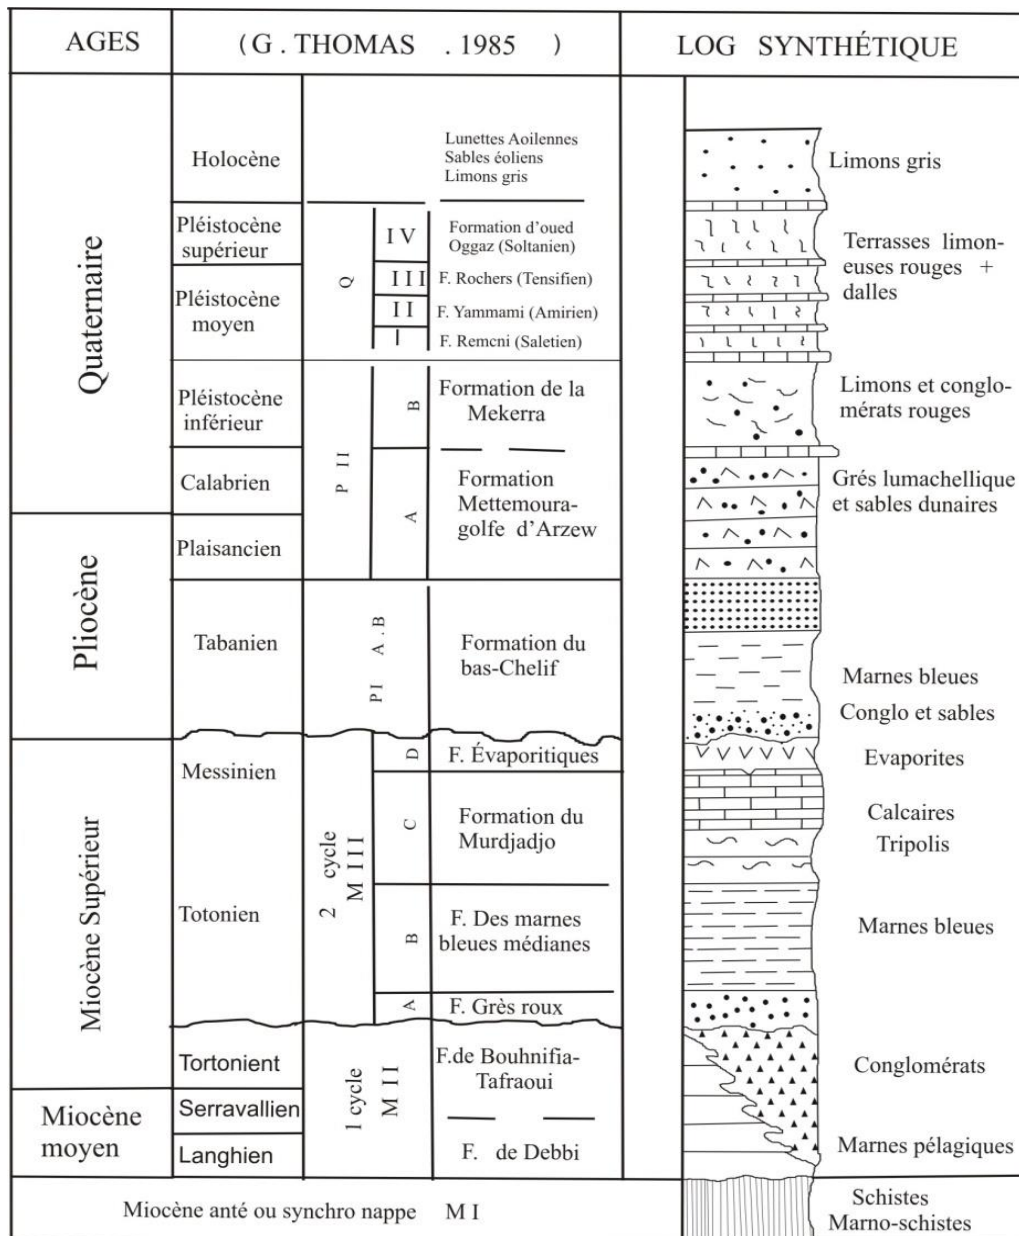 AGES
( G . THOMAS . 1985 )
LOG SYNTHÉTIQUE
Quaternaire
Holocène
Lunettes Aoilennes
Sables éoliens
Limons gris
Limons gris
Pléistocène
supérieur
Q
I V
Formation d'oued
Oggaz (Soltanien)
Terrasses limon-
euses rouges +
dalles
Pléistocène
moyen
I I I
F. Rochers (Tensifien)
I I
F. Yammami (Amirien)
I
F. Remcni (Saletien)
Pléistocène
inférieur
P II
B
Formation de la
Mekerra
Limons et conglo-
mérats rouges
Calabrien
A
Formation
Mettemoura-
golfe d'Arzew
Grés lumachellique
et sables dunaires
Pliocène
Plaisancien
Tabanien
PI A . B
Formation du
bas-Chelif
Marnes bleues
Conglo et sables
Miocène Supérieur
Messinien
2 cycle
M III
D
F. Évaporitiques
Evaporites
C
Formation du
Murdjadjo
Calcaires
Tripolis
Totonien
B
F. Des marnes
bleues médianes
Marnes bleues
A
F. Grès roux
Tortonient
1 cycle
M II
F.de Bouhnifia-
Tafraoui
Conglomérats
Miocène
moyen
Serravallien
Langhien
F. de Debbi
Marnes pélagiques
Miocène anté ou synchro nappe M I
Schistes
Marno-schistes